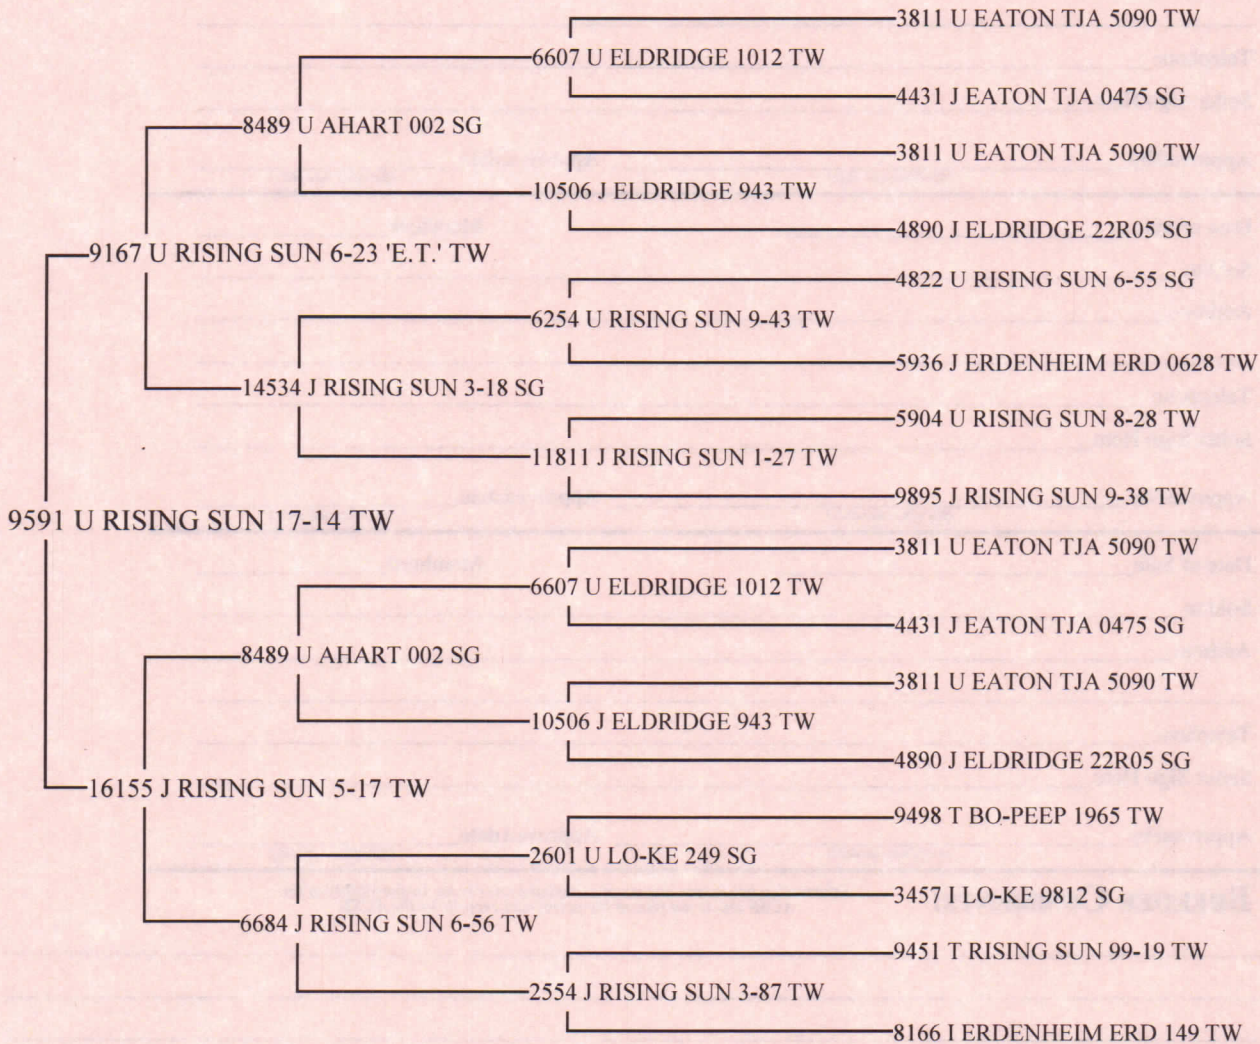 3811 U EATON TJA 5090 TW
6607 U ELDRIDGE 1012 TW
4431 J EATON TJA 0475 SG
8489 U AHART 002 SG
3811 U EATON TJA 5090 TW
10506 J ELDRIDGE 943 TW
4890 J ELDRIDGE 22R05 SG
9167 U RISING SUN 6-23 'E.T.' TW
4822 U RISING SUN 6-55 SG
6254 U RISING SUN 9-43 TW
5936 J ERDENHEIM ERD 0628 TW
14534 J RISING SUN 3-18 SG
5904 U RISING SUN 8-28 TW
11811 J RISING SUN 1-27 TW
9895 J RISING SUN 9-38 TW
9591 U RISING SUN 17-14 TW
3811 U EATON TJA 5090 TW
6607 U ELDRIDGE 1012 TW
4431 J EATON TJA 0475 SG
8489 U AHART 002 SG
3811 U EATON TJA 5090 TW
10506 J ELDRIDGE 943 TW
4890 J ELDRIDGE 22R05 SG
16155 J RISING SUN 5-17 TW
9498 T BO-PEEP 1965 TW
2601 U LO-KE 249 SG
3457 I LO-KE 9812 SG
6684 J RISING SUN 6-56 TW
9451 T RISING SUN 99-19 TW
2554 J RISING SUN 3-87 TW
8166 I ERDENHEIM ERD 149 TW